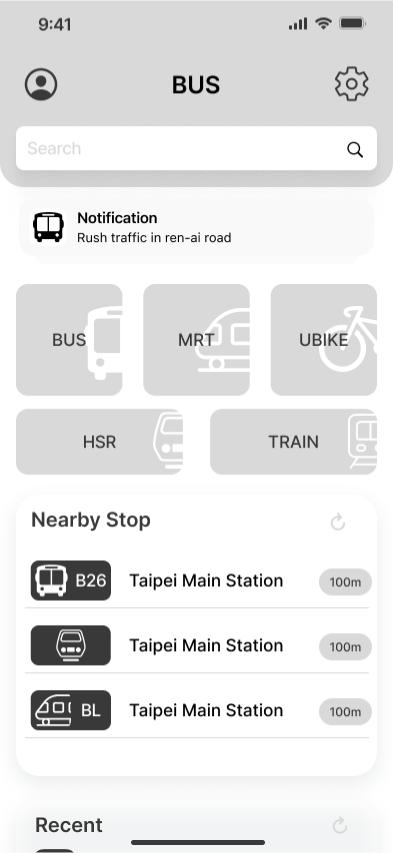 9:41
BUS
Search
Notification
Rush traffic in ren-ai road
BUS
MRT
UBIKE
HSR
TRAIN
Nearby Stop
B26
Taipei Main Station
100m
Taipei Main Station
100m
BL
Taipei Main Station
100m
Recent